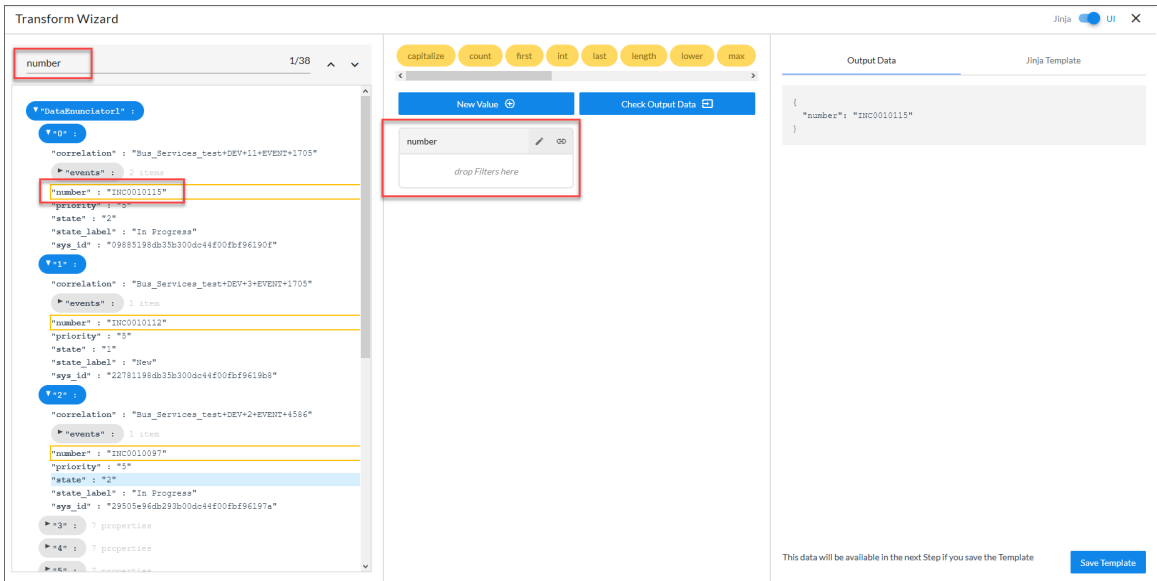 Transform Wizard
Jinja UI
number
1/38
"DataEnunciator1" :
"0" :
"correlation" : "Bus_Services_test+DEV+11+EVENT+1705"
"events" : 2 items
"number" : "INC0010115"
"priority" : "5"
"state" : "2"
"state_label" : "In Progress"
"sys_id" : "09885198db35b300dc44f00fbf96190f"
"1" :
"correlation" : "Bus_Services_test+DEV+3+EVENT+1705"
"events" : 1 item
"number" : "INC0010112"
"priority" : "5"
"state" : "1"
"state_label" : "New"
"sys_id" : "22781198db35b300dc44f00fbf9619b8"
"2" :
"correlation" : "Bus_Services_test+DEV+2+EVENT+4586"
"events" : 1 item
"number" : "INC0010097"
"priority" : "5"
"state" : "2"
"state_label" : "In Progress"
"sys_id" : "29505e96db293b00dc44f00fbf96197a"
"3" : 7 properties
"4" : 7 properties
"5" : 7 properties
capitalize count first int last length lower max
New Value
Check Output Data
number
drop Filters here
Output Data
Jinja Template
{
"number": "INC0010115"
}
This data will be available in the next Step if you save the Template
Save Template